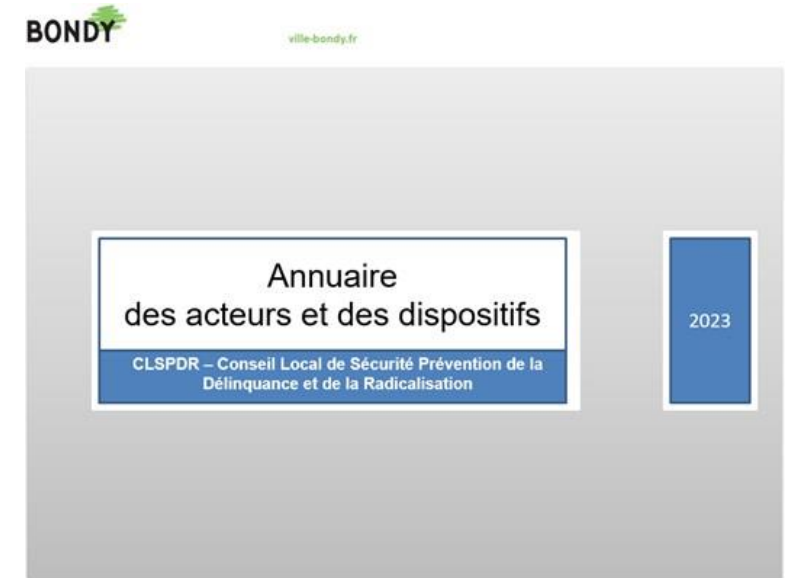 BONDY
ville-bondy.fr
Annuaire
des acteurs et des dispositifs
CLSPDR – Conseil Local de Sécurité Prévention de la
Délinquance et de la Radicalisation
2023